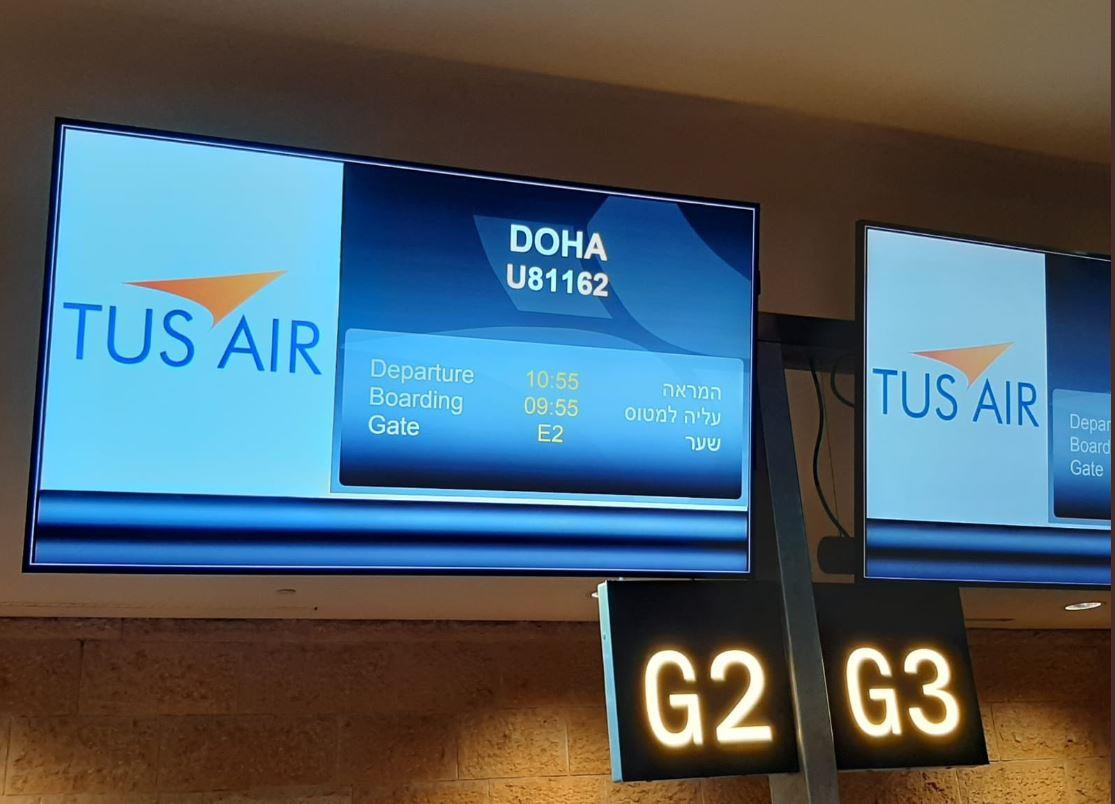 TUS AIR
DOHA
U81162
Departure 10:55 המראה
Boarding 09:55 עליה למטוס
Gate E2 שער
TUS AIR
Gate
G2
G3